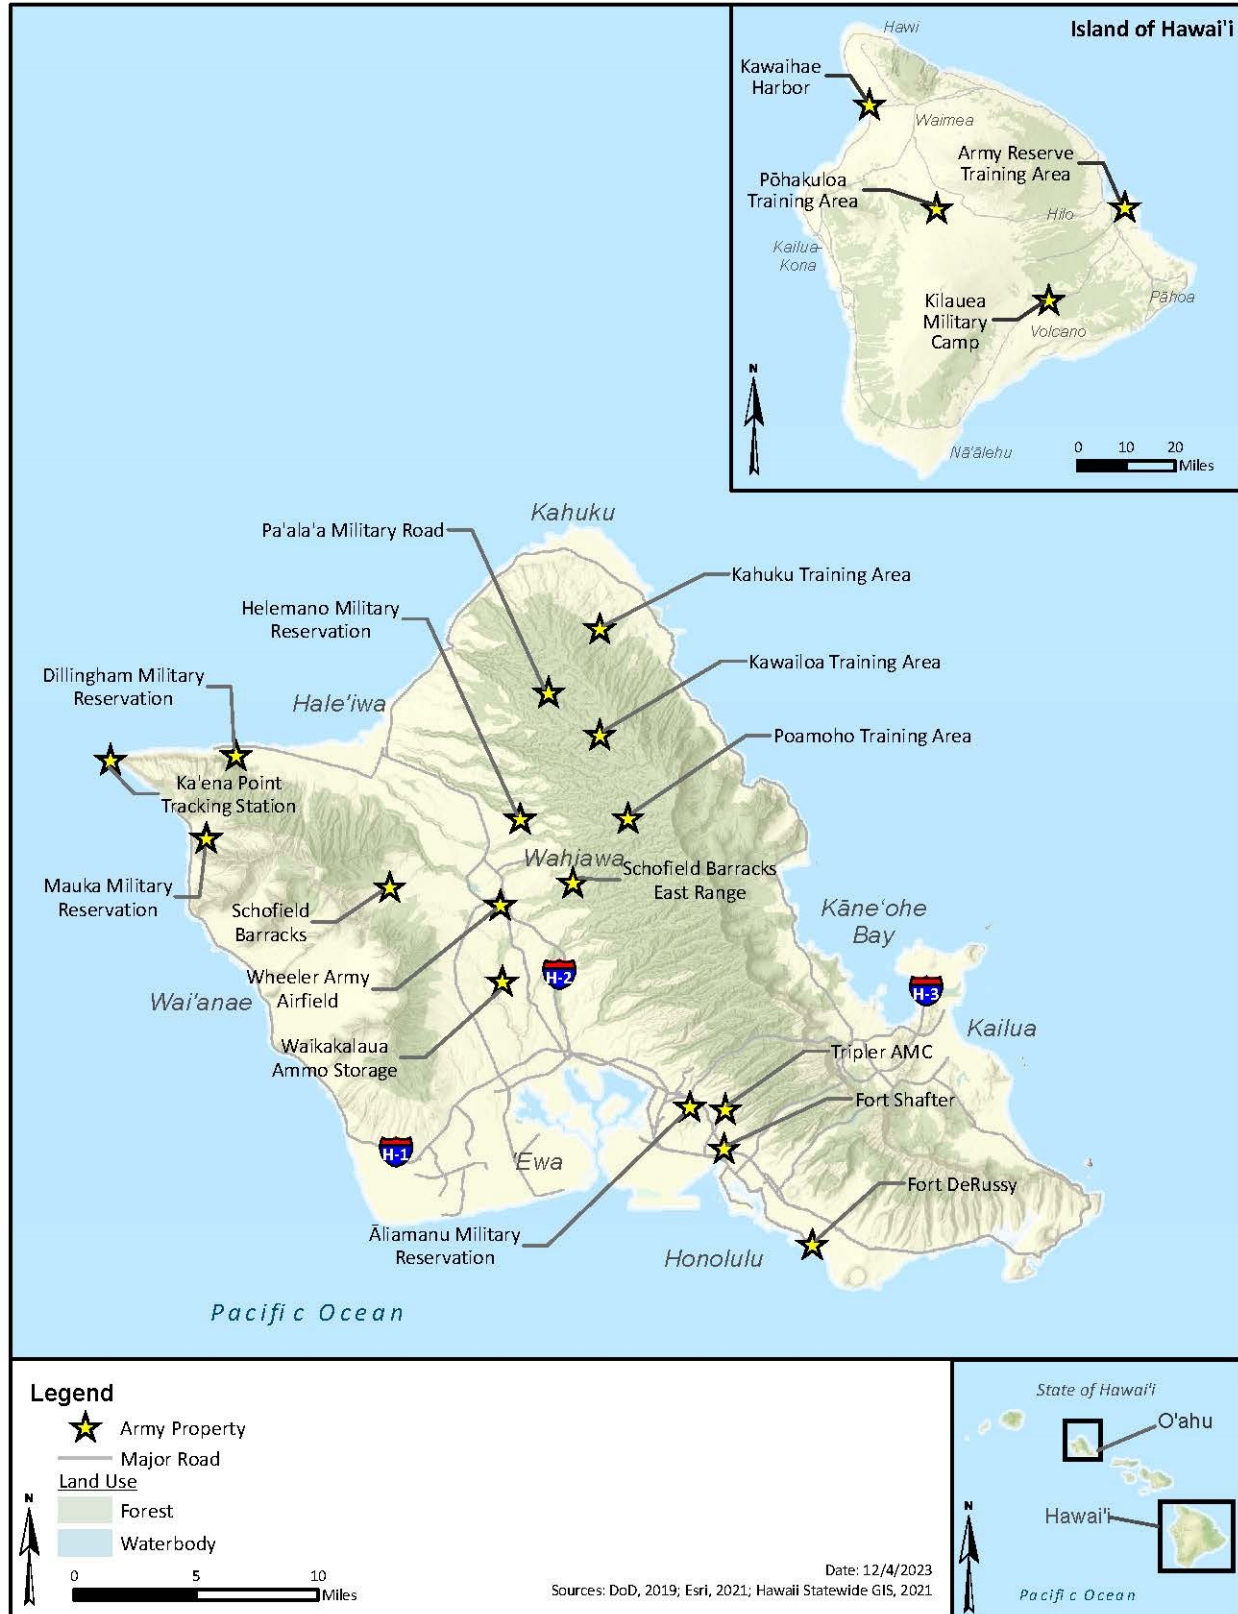 Island of Hawai'i
Hawi
Kawaihae
Harbor
Waimea
Army Reserve
Training Area
Pōhakuloa
Training Area
Hilo
Kailua-
Kona
Kilauea
Military
Camp
Pāhoa
Volcano
N
Nā'ālehu
0 10 20
Miles
Kahuku
Pa'ala'a Military Road
Kahuku Training Area
Helemano Military
Reservation
Kawailoa Training Area
Dillingham Military
Reservation
Hale'iwa
Poamoho Training Area
Ka'ena Point
Tracking Station
Wahiawa
Schofield Barracks
East Range
Mauka Military
Reservation
Schofield
Barracks
Kāne'ohe
Bay
Wheeler Army
Airfield
H-2
H-3
Wai'anae
Kailua
Waikakalaua
Ammo Storage
Tripler AMC
Fort Shafter
H-1
'Ewa
Fort DeRussy
Āliamanu Military
Reservation
Honolulu
Pacific Ocean
Legend
Army Property
Major Road
Land Use
Forest
Waterbody
N
0 5 10
Miles
Date: 12/4/2023
Sources: DoD, 2019; Esri, 2021; Hawaii Statewide GIS, 2021
State of Hawai'i
O'ahu
N
Hawai'i
Pacific Ocean